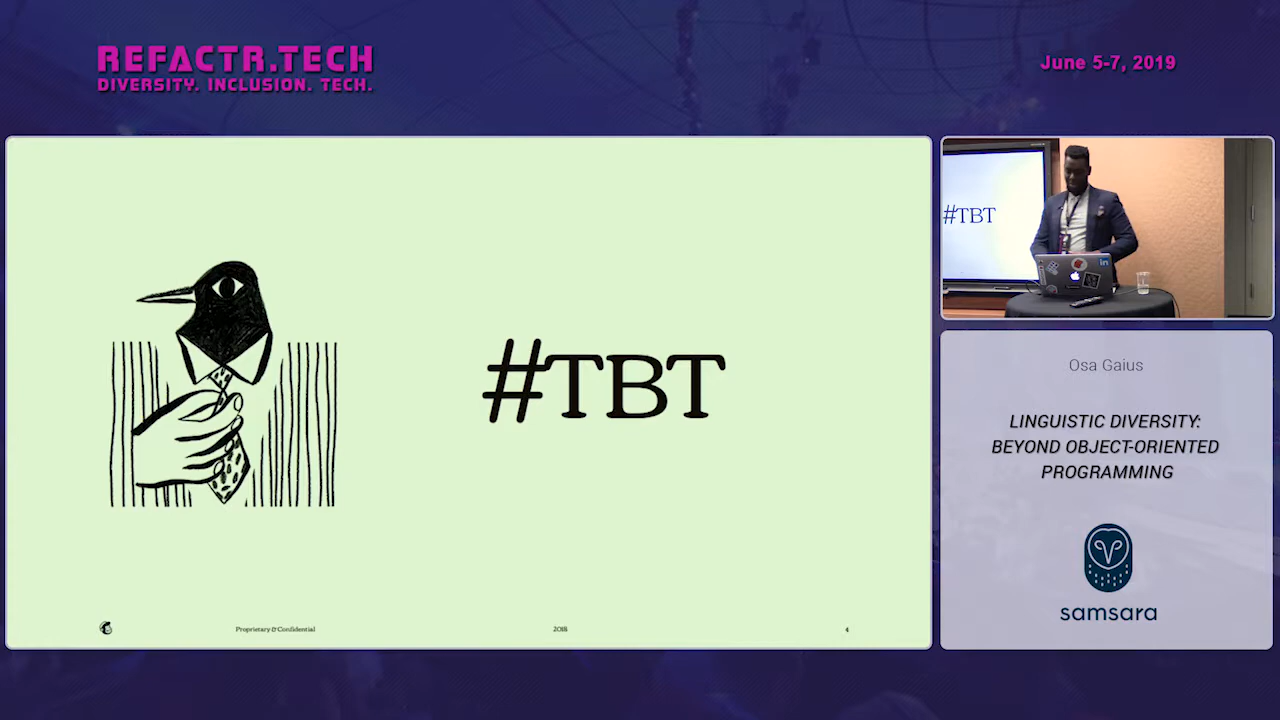 REFACTR.TECH
DIVERSITY. INCLUSION. TECH.
June 5-7, 2019
#TBT
Proprietary & Confidential
2018
4
#TBT
in
Osa Gaius
LINGUISTIC DIVERSITY:
BEYOND OBJECT-ORIENTED
PROGRAMMING
samsara